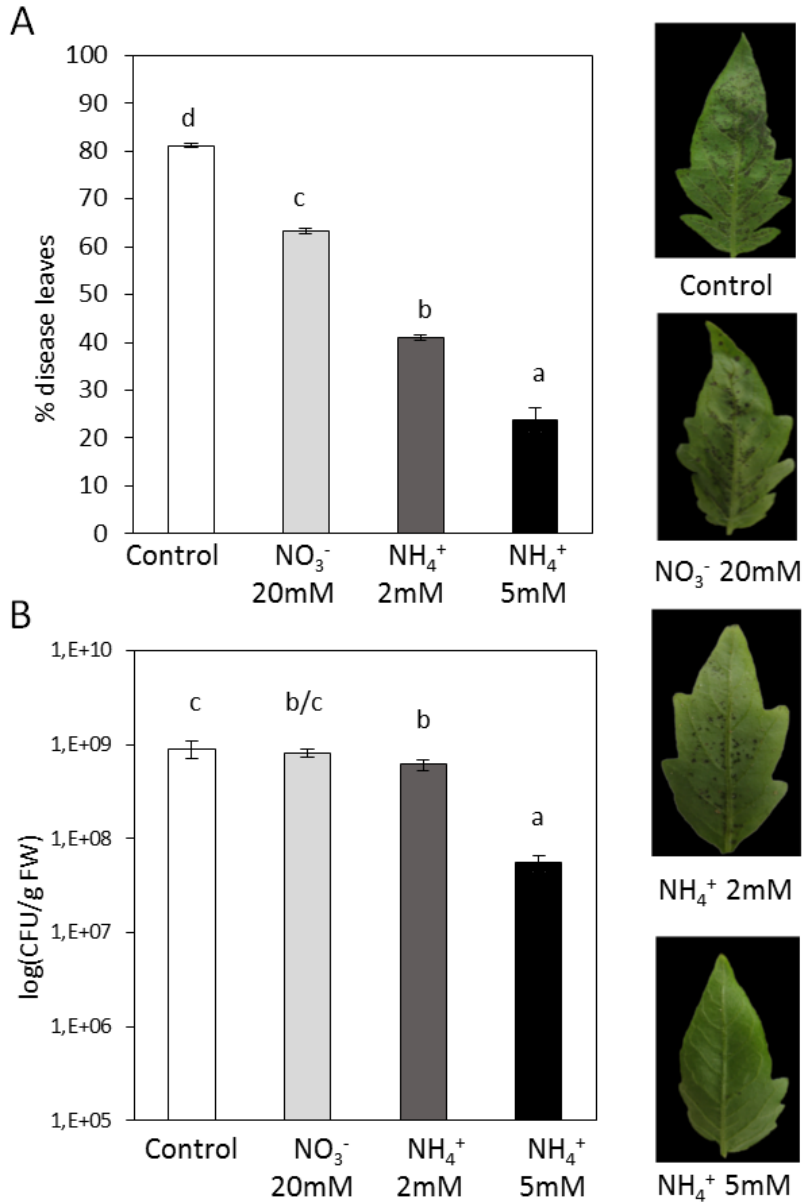 A
100
90
80
70
60
50
40
30
20
10
0
% disease leaves
d
c
b
a
Control
NO₃⁻
20mM
NH₄⁺
2mM
NH₄⁺
5mM
Control
NO₃⁻ 20mM
B
1,E+10
1,E+09
1,E+08
1,E+07
1,E+06
1,E+05
log(CFU/g FW)
c
b/c
b
a
Control
NO₃⁻
20mM
NH₄⁺
2mM
NH₄⁺
5mM
NH₄⁺ 2mM
NH₄⁺ 5mM